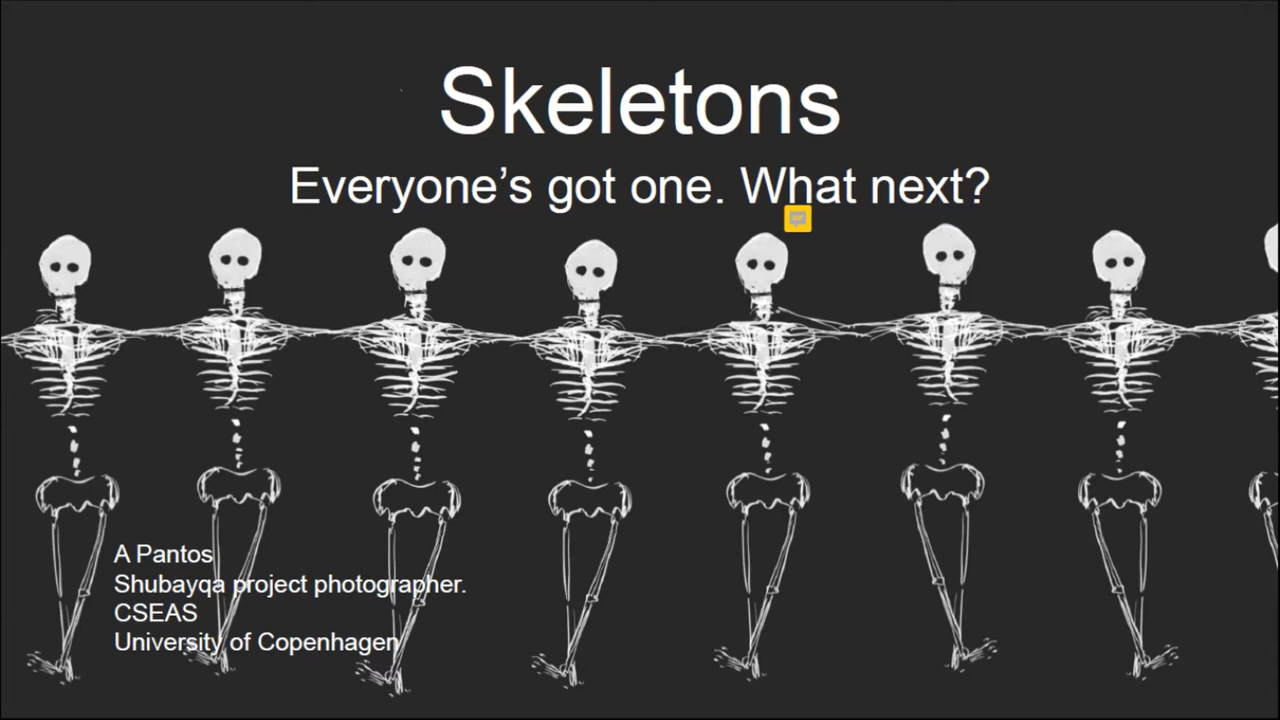 Skeletons
Everyone’s got one. What next?
A Pantos
Shubayqa project photographer.
CSEAS
University of Copenhagen